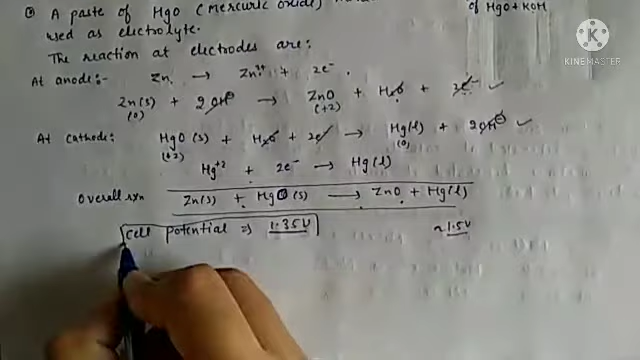 A paste of HgO (Mercuric oxide)
of HgO + KOH
used as electrolyte.
The reaction at electrodes are:
At anode:- Zn → Zn²⁺ + 2e⁻.
Zn(s) + 2OH⁻ → ZnO + H₂O + 2e⁻ ✓
(0) (+2)
At cathode: HgO(s) + H₂O + 2e⁻ → Hg(l) + 2OH⁻ ✓
(+2) (0)
Hg⁺² + 2e⁻ → Hg(l)
Overall rxn Zn(s) + HgO(s) → ZnO + Hg(l)
cell potential ⇒ 1.35V
~1.5V
KINEMASTER